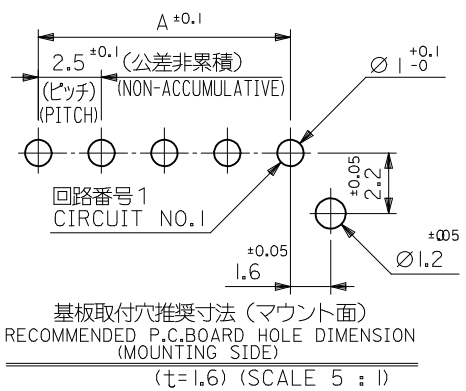 A ±0.1
2.5 ±0.1 (公差非累積)
(ピッチ) (NON-ACCUMULATIVE)
(PITCH)
Ø 1 +0.1 -0
回路番号1
CIRCUIT NO.1
2.2 ±0.05
1.6 ±0.05
Ø1.2 ±0.05
基板取付穴推奨寸法 (マウント面)
RECOMMENDED P.C.BOARD HOLE DIMENSION
(MOUNTING SIDE)
(t=1.6) (SCALE 5 : 1)